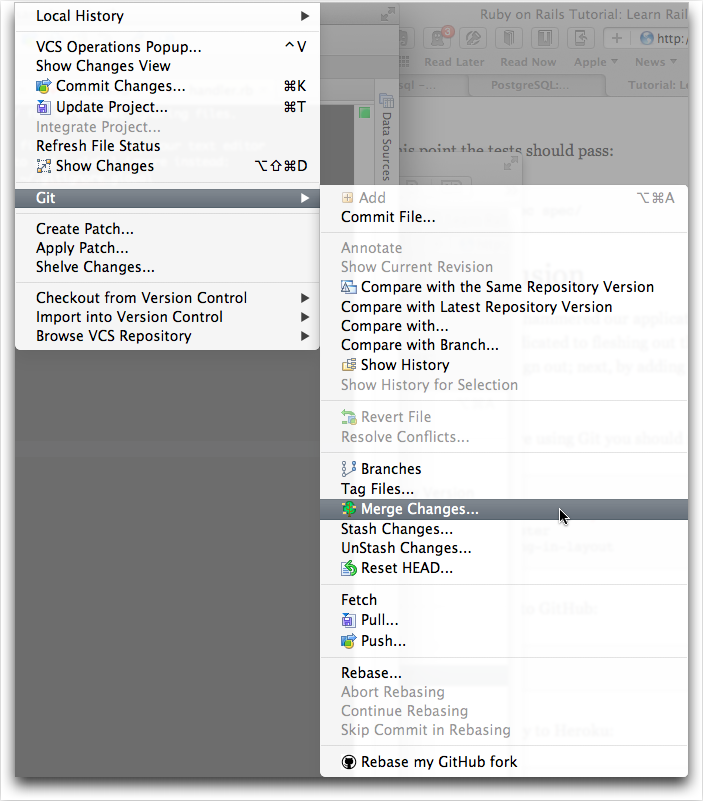 Local History
VCS Operations Popup... ^V
Show Changes View
Commit Changes... ⌘K
Update Project... ⌘T
Integrate Project...
Refresh File Status
Show Changes ⌥⇧⌘D
Git
Create Patch...
Apply Patch...
Shelve Changes...
Checkout from Version Control
Import into Version Control
Browse VCS Repository
Add ⌥⌘A
Commit File...
Annotate
Show Current Revision
Compare with the Same Repository Version
Compare with Latest Repository Version
Compare with...
Compare with Branch...
Show History
Show History for Selection
Revert File
Resolve Conflicts...
Branches
Tag Files...
Merge Changes...
Stash Changes...
UnStash Changes...
Reset HEAD...
Fetch
Pull...
Push...
Rebase...
Abort Rebasing
Continue Rebasing
Skip Commit in Rebasing
Rebase my GitHub fork
Data Sources
Ruby on Rails Tutorial: Learn Rail
3
http:
Read Later Read Now Apple News
sql –... PostgreSQL:... Tutorial: Le
this point the tests should pass: